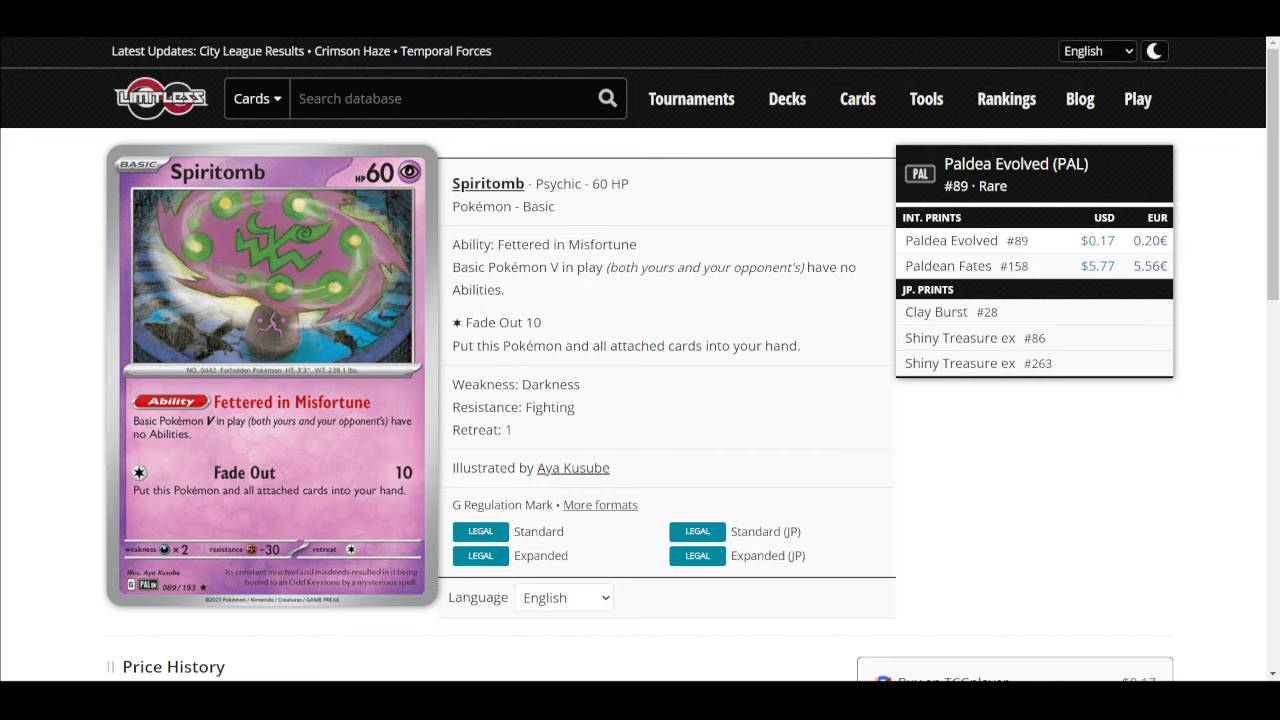 Latest Updates: City League Results • Crimson Haze • Temporal Forces
English
LIMITLESS
Cards
Search database
Tournaments
Decks
Cards
Tools
Rankings
Blog
Play
BASIC
Spiritomb
HP 60
NO. 0442 Forbidden Pokémon HT: 3'3" WT: 238.1 lbs.
Ability Fettered in Misfortune
Basic Pokémon V in play (both yours and your opponent's) have
no Abilities.
Fade Out 10
Put this Pokémon and all attached cards into your hand.
weakness ×2 resistance -30 retreat
Illus. Aya Kusube
Its constant mischief and misdeeds resulted in it being
bound to an Odd Keystone by a mysterious spell.
G PAL EN 089/193 ★
©2023 Pokémon / Nintendo / Creatures / GAME FREAK
Spiritomb - Psychic - 60 HP
Pokémon - Basic
Ability: Fettered in Misfortune
Basic Pokémon V in play (both yours and your opponent's) have no
Abilities.
Fade Out 10
Put this Pokémon and all attached cards into your hand.
Weakness: Darkness
Resistance: Fighting
Retreat: 1
Illustrated by Aya Kusube
G Regulation Mark • More formats
LEGAL Standard
LEGAL Standard (JP)
LEGAL Expanded
LEGAL Expanded (JP)
Language English
PAL
Paldea Evolved (PAL)
#89 · Rare
INT. PRINTS USD EUR
Paldea Evolved #89 $0.17 0.20€
Paldean Fates #158 $5.77 5.56€
JP. PRINTS
Clay Burst #28
Shiny Treasure ex #86
Shiny Treasure ex #263
Price History
Buy on TCGplayer $0.17